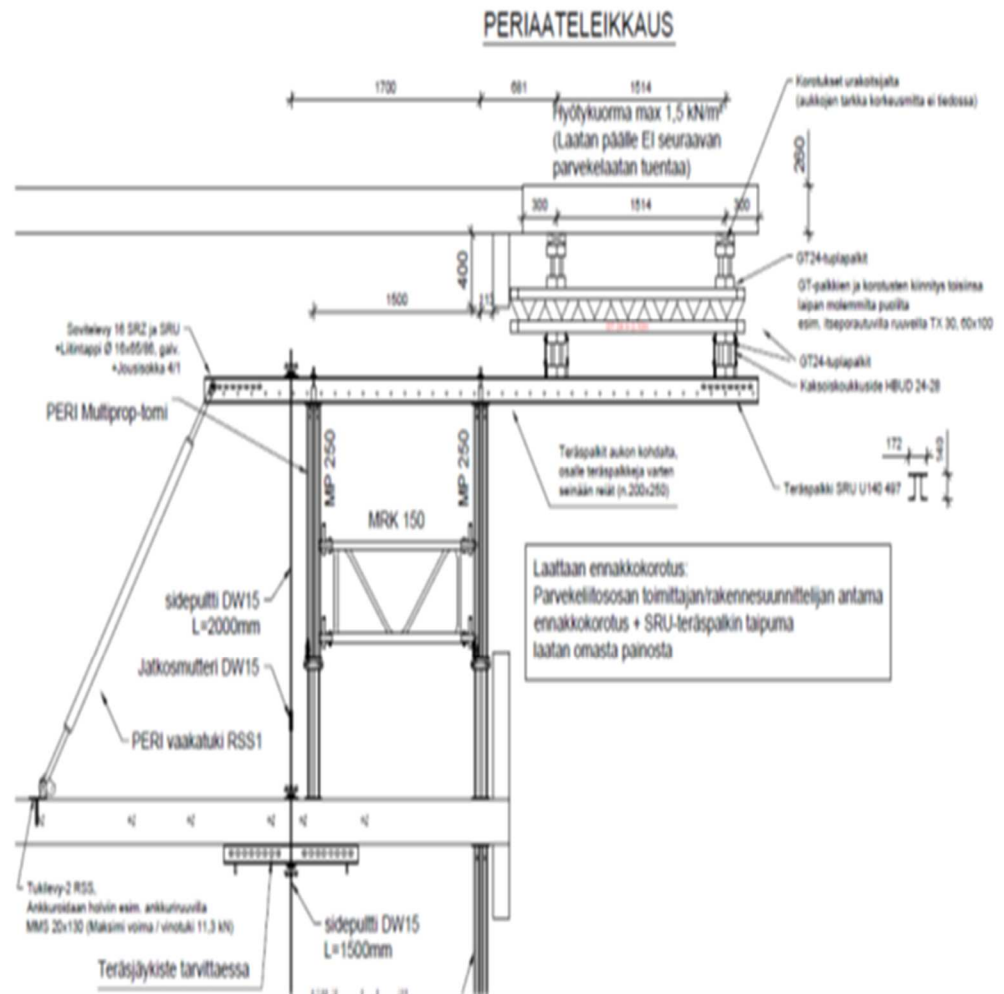 PERIAATELEIKKAUS
1700
681
1514
Korotukset urakoitsijalta
(aukkojen tarkka korkeusmitta ei tiedossa)
Hyötykuorma max 1,5 kN/m²
(Laatan päälle EI seuraavan
parvekelaatan tuentaa)
260
300
1514
300
400
GT24-tuplapalkit
GT-palkkien ja korotusten kiinnitys toisiinsa
laipan molemmilta puolilta
esim. itseporautuvilla ruuveilla TX 30, 60x100
1500
Sovitelevy 16 SRZ ja SRU
+Liitintappi Ø 16x65/86, galv.
+Jousisokka 4/1
GT24-tuplapalkit
Kaksoiskoukkuside HBUD 24-28
PERI Multiprop-torni
MP 250
MP 250
Teräspalkit aukon kohdalta,
osalle teräspalkkeja varten
seinään reiät (n.200x250)
172
Teräspalkki SRU U140 497
MRK 150
Laattaan ennakkokorotus:
Parvekeliitososan toimittajan/rakennesuunnittelijan antama
ennakkokorotus + SRU-teräspalkin taipuma
laatan omasta painosta
sidepultti DW15
L=2000mm
Jatkosmutteri DW15
PERI vaakatuki RSS1
Tukilevy-2 RSS,
Ankkuroidaan holviin esim. ankkuriruuvilla
MMS 20x130 (Maksimi voima / vinotuki 11,3 kN)
sidepultti DW15
L=1500mm
Teräsjäykiste tarvittaessa